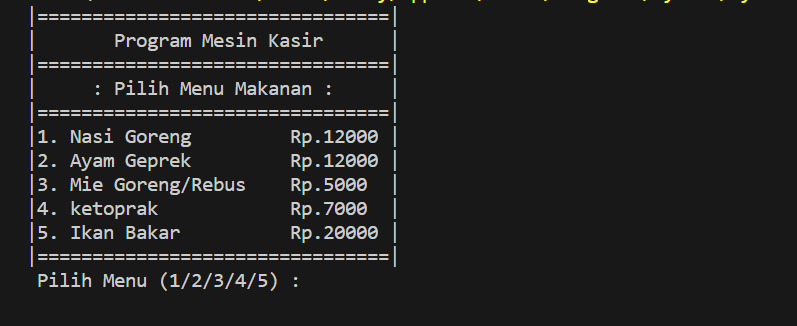 |================================|
|       Program Mesin Kasir      |
|================================|
|     : Pilih Menu Makanan :     |
|================================|
|1. Nasi Goreng         Rp.12000 |
|2. Ayam Geprek         Rp.12000 |
|3. Mie Goreng/Rebus    Rp.5000  |
|4. ketoprak            Rp.7000  |
|5. Ikan Bakar          Rp.20000 |
|================================|
Pilih Menu (1/2/3/4/5) :